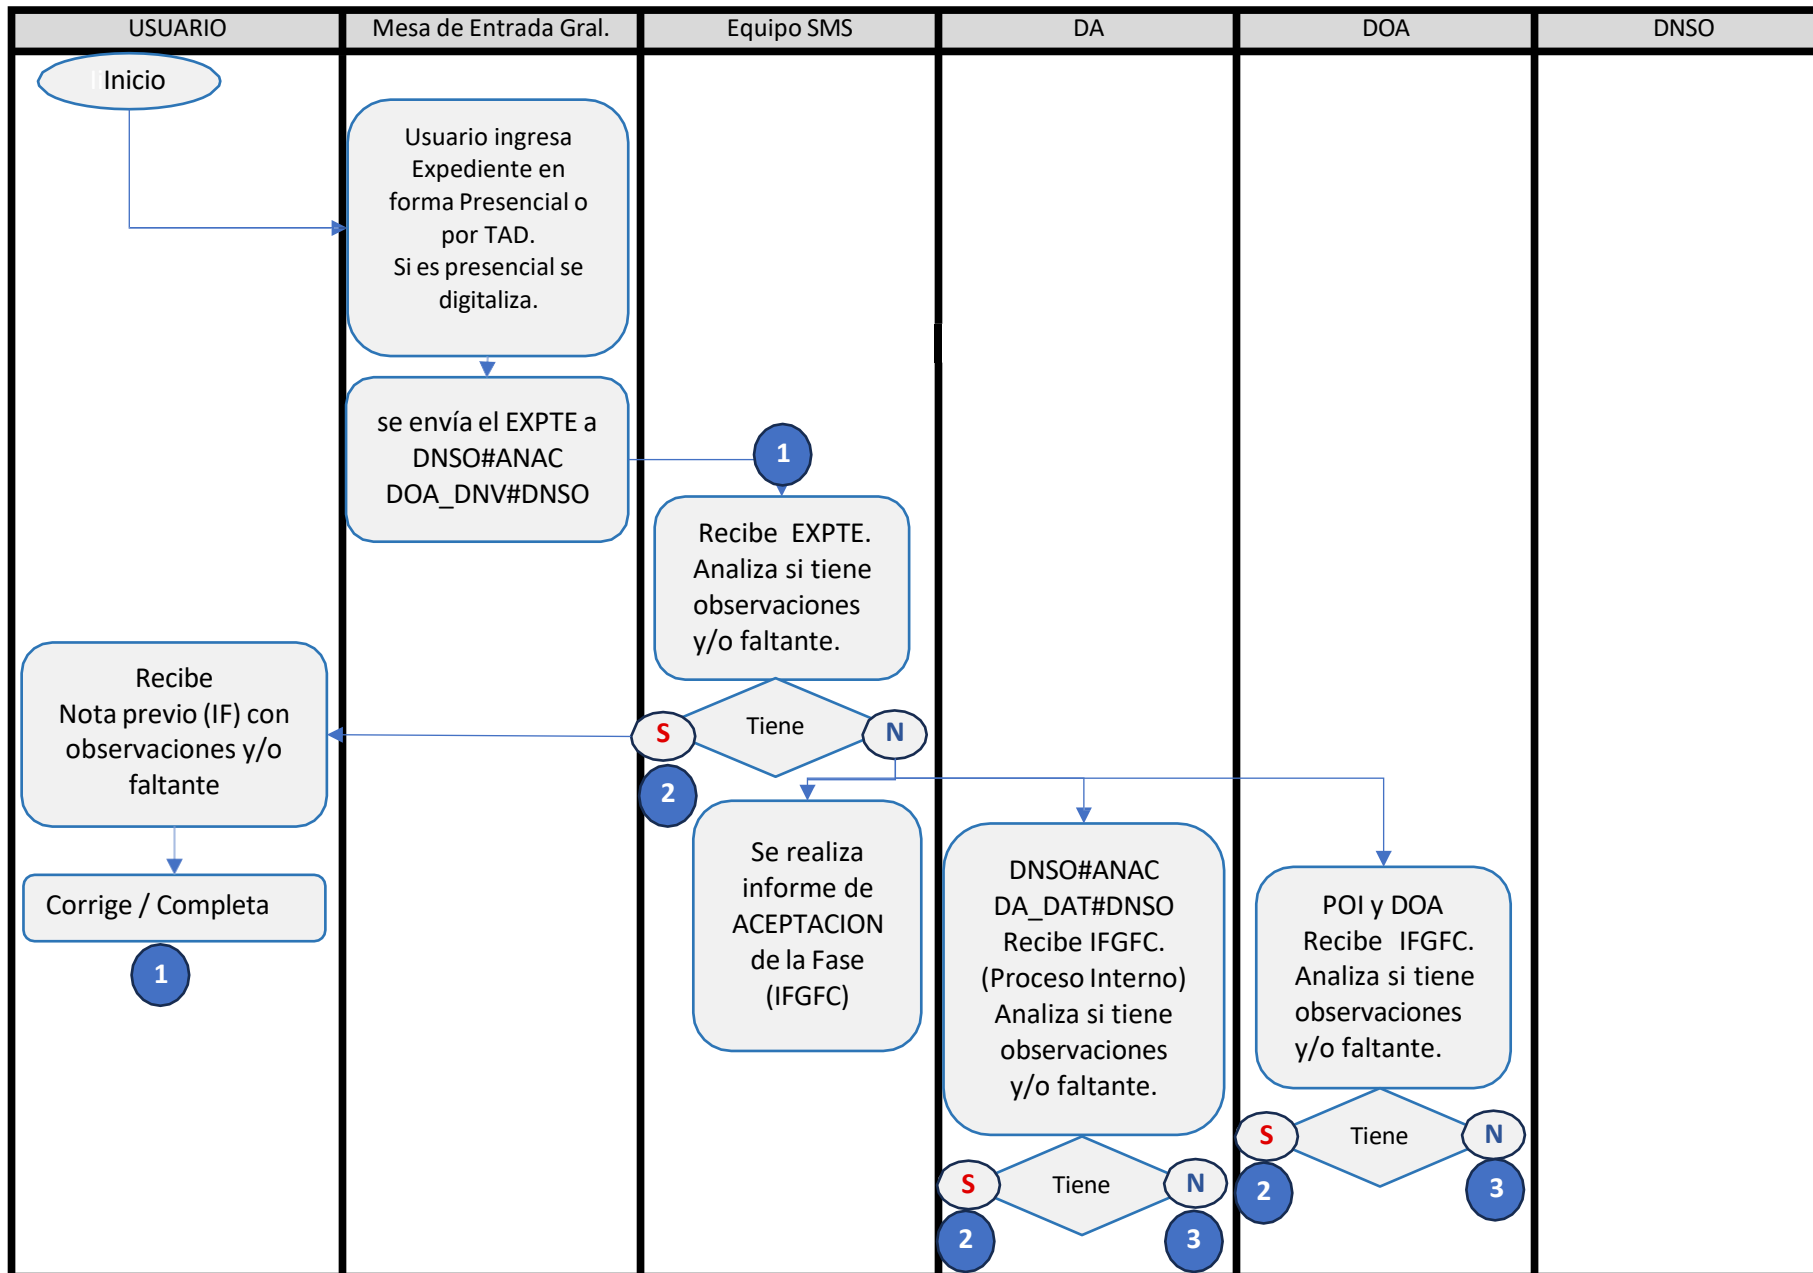 USUARIO
Mesa de Entrada Gral.
Equipo SMS
DA
DOA
DNSO
Inicio
Usuario ingresa
Expediente en
forma Presencial o
por TAD.
Si es presencial se
digitaliza.
se envía el EXPTE a
DNSO#ANAC
DOA_DNV#DNSO
1
Recibe EXPTE.
Analiza si tiene
observaciones
y/o faltante.
Tiene
S
N
2
Recibe
Nota previo (IF) con
observaciones y/o
faltante
Corrige / Completa
1
Se realiza
informe de
ACEPTACION
de la Fase
(IFGFC)
DNSO#ANAC
DA_DAT#DNSO
Recibe IFGFC.
(Proceso Interno)
Analiza si tiene
observaciones
y/o faltante.
S
Tiene
N
2
3
POI y DOA
Recibe IFGFC.
Analiza si tiene
observaciones
y/o faltante.
S
Tiene
N
2
3